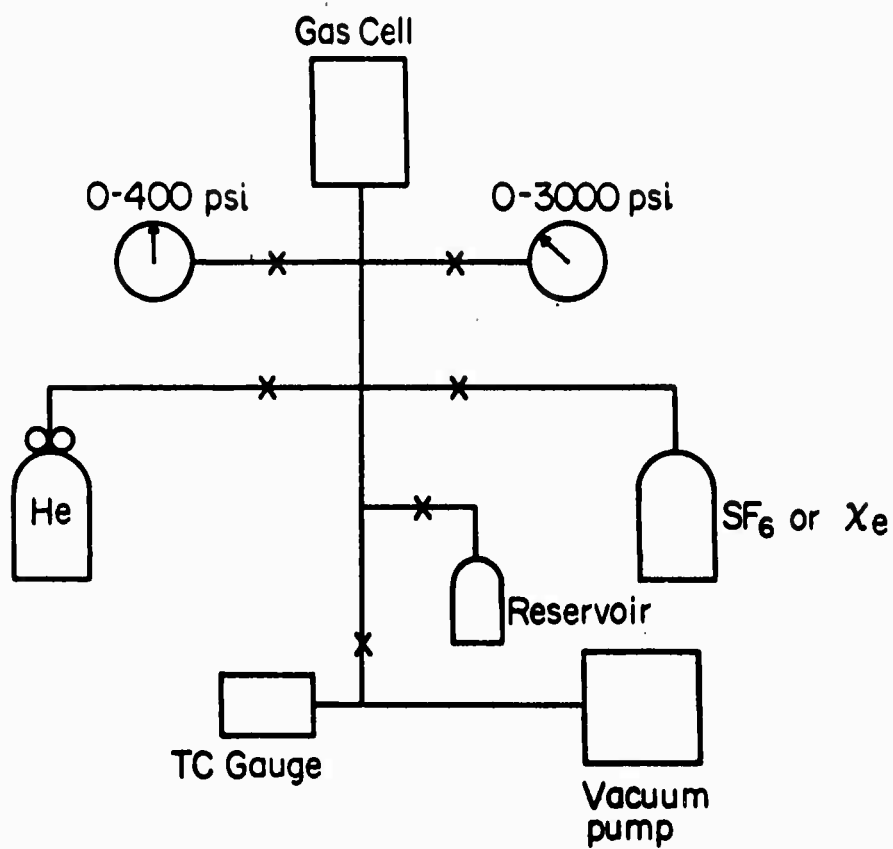 Gas Cell
0-400 psi
0-3000 psi
He
SF₆ or Xe
Reservoir
TC Gauge
Vacuum
pump